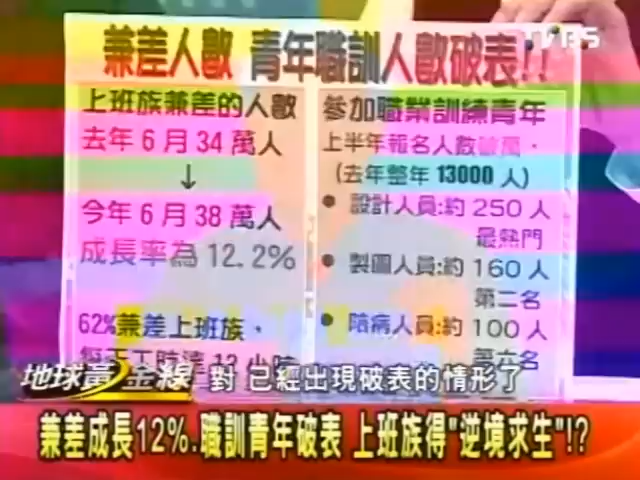 TVBS
兼差人數 青年職訓人數破表!!
上班族兼差的人數
去年6月34萬人
↓
今年6月38萬人
成長率為12.2%
62%兼差上班族、
參加職業訓練青年
上半年報名人數破萬,
(去年整年13000人)
● 設計人員:約250人
最熱門
● 製圖人員:約160人
第二名
● 陪病人員:約100人
地球黃金線
對 已經出現破表的情形了
兼差成長12%.職訓青年破表 上班族得"逆境求生"!?